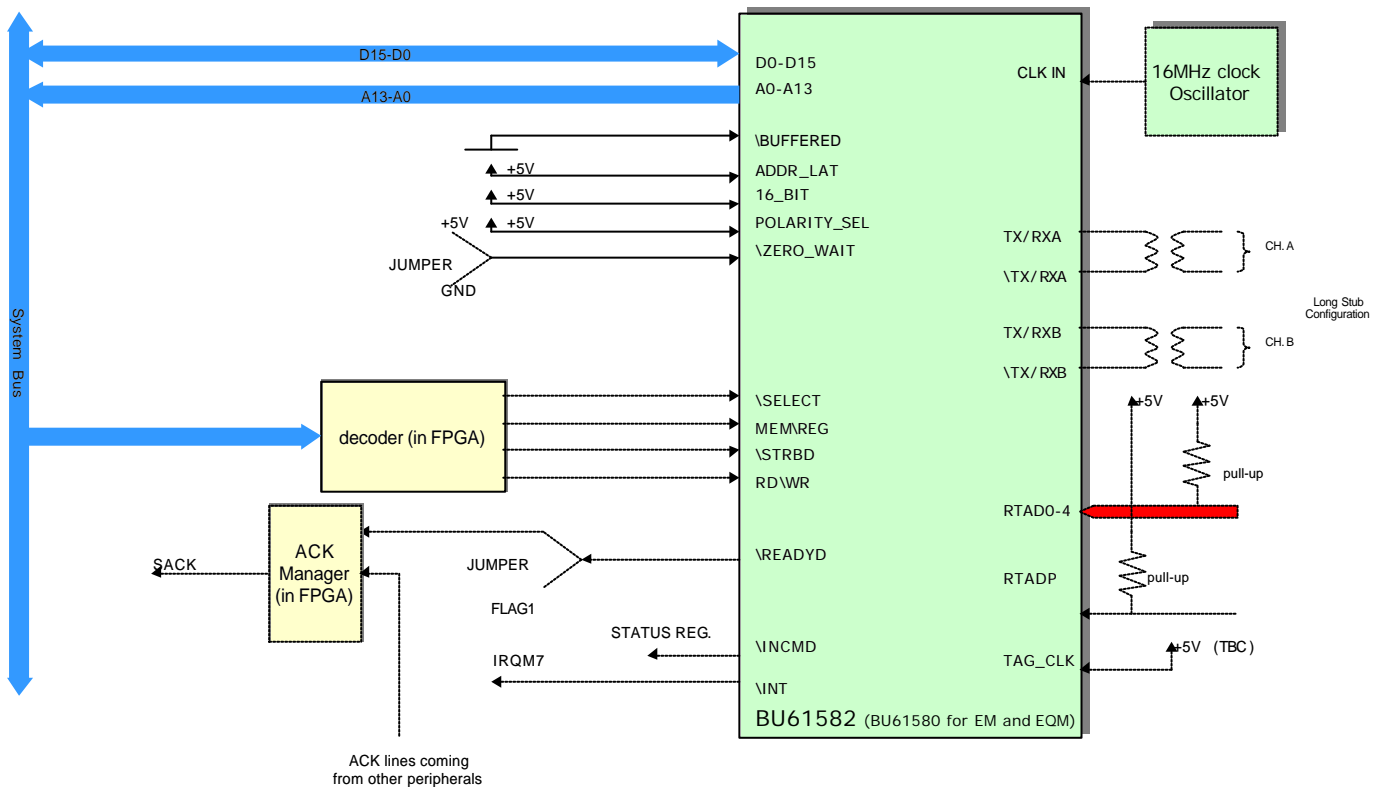 D15-D0
A13-A0
System Bus
+5V
+5V
+5V
+5V
JUMPER
GND
decoder (in FPGA)
ACK
Manager
(in FPGA)
SACK
JUMPER
FLAG1
STATUS REG.
IRQM7
ACK lines coming
from other peripherals
D0-D15
A0-A13
\BUFFERED
ADDR_LAT
16_BIT
POLARITY_SEL
\ZERO_WAIT
\SELECT
MEM\REG
\STRBD
RD\WR
\READYD
\INCMD
\INT
BU61582 (BU61580 for EM and EQM)
CLK IN
TX/RXA
\TX/RXA
TX/RXB
\TX/RXB
RTAD0-4
RTADP
TAG_CLK
16MHz clock
Oscillator
CH. A
CH. B
Long Stub
Configuration
+5V
+5V
pull-up
pull-up
+5V (TBC)